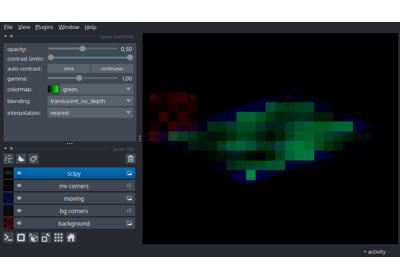 File View Plugins Window Help
layer controls
opacity: 0,50
contrast limits:
auto-contrast: once continuous
gamma: 1,00
colormap: green
blending: translucent_no_depth
interpolation: nearest
layer list
scipy
mv corners
moving
bg corners
background
activity